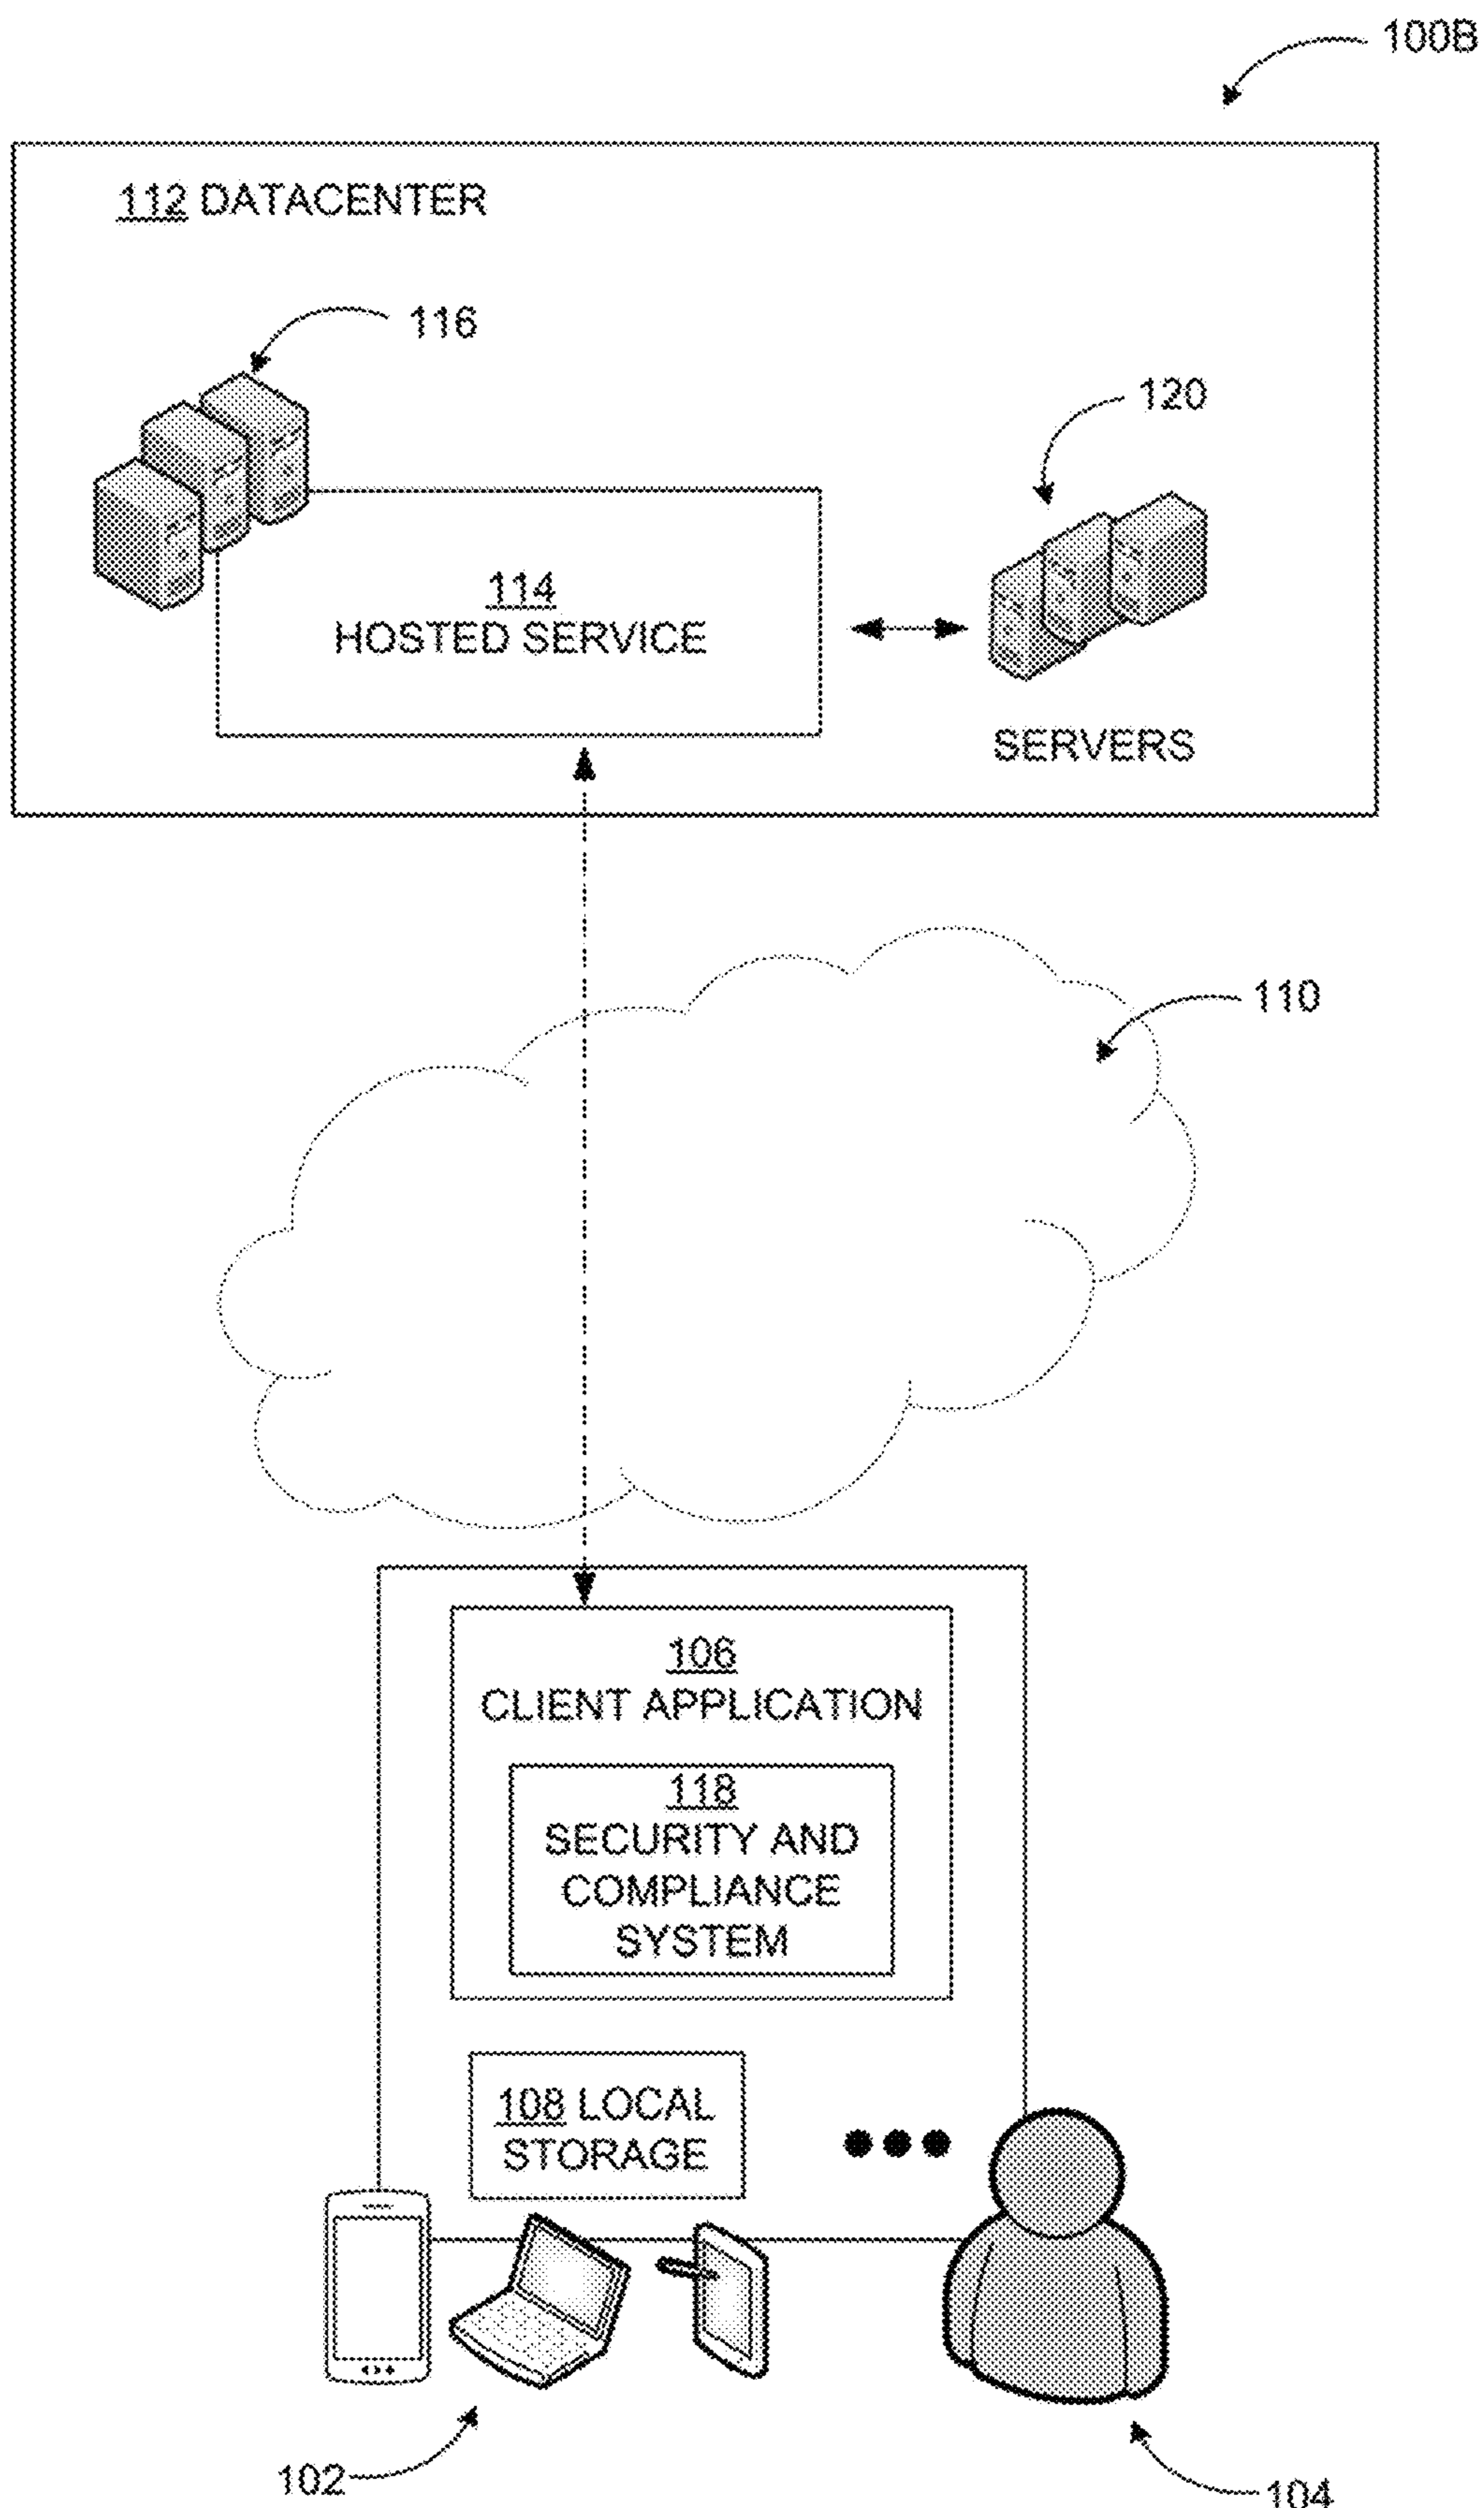 100B
112 DATACENTER
116
120
114
HOSTED SERVICE
SERVERS
110
106
CLIENT APPLICATION
118
SECURITY AND
COMPLIANCE
SYSTEM
108 LOCAL
STORAGE
102
104